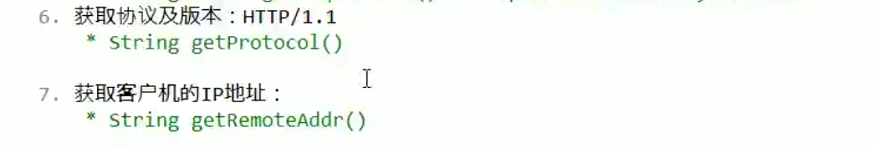 6. 获取协议及版本：HTTP/1.1
* String getProtocol()
7. 获取客户机的IP地址：
* String getRemoteAddr()